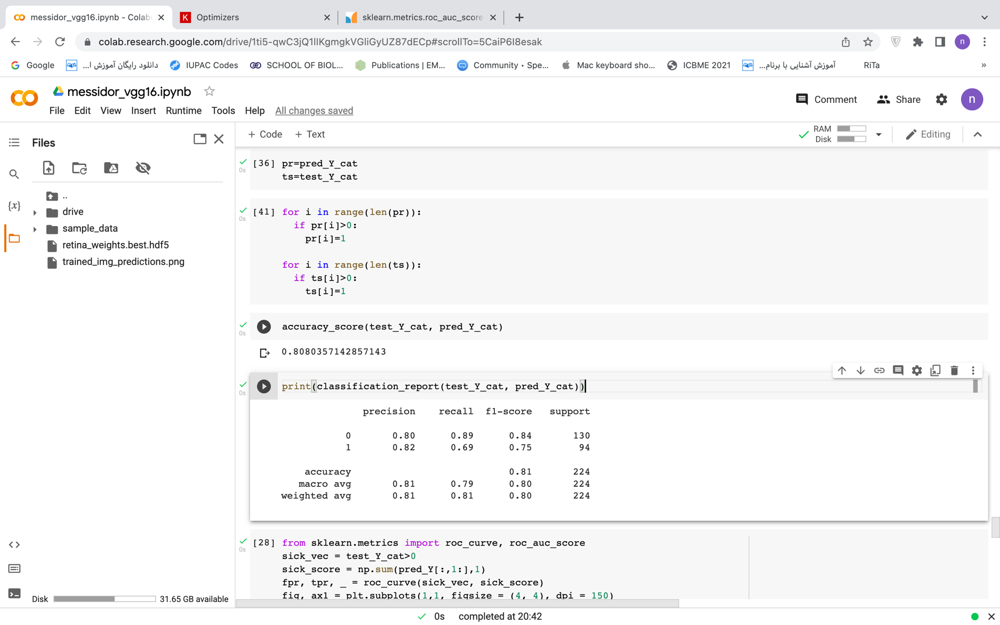 messidor_vgg16.ipynb - Colab
Optimizers
sklearn.metrics.roc_auc_score
colab.research.google.com/drive/1ti5-qwC3jQ1lIKgmgkVGliGyUZ87dECp#scrollTo=5CaiP6I8esak
n
Google
دانلود رایگان آموزش ا...
IUPAC Codes
SCHOOL OF BIOL...
Publications | EM...
Community • Spe...
Mac keyboard sho...
ICBME 2021
آموزش آشنایی با برنام...
RiTa
»
messidor_vgg16.ipynb
File Edit View Insert Runtime Tools Help All changes saved
Comment
Share
n
Files
+ Code + Text
RAM
Disk
Editing
..
drive
sample_data
retina_weights.best.hdf5
trained_img_predictions.png
{x}
0s
[36] pr=pred_Y_cat
ts=test_Y_cat
0s
[41] for i in range(len(pr)):
if pr[i]>0:
pr[i]=1
for i in range(len(ts)):
if ts[i]>0:
ts[i]=1
0s
accuracy_score(test_Y_cat, pred_Y_cat)
0.8080357142857143
0s
print(classification_report(test_Y_cat, pred_Y_cat))
precision recall f1-score support
0 0.80 0.89 0.84 130
1 0.82 0.69 0.75 94
accuracy 0.81 224
macro avg 0.81 0.79 0.80 224
weighted avg 0.81 0.81 0.80 224
0s
[28] from sklearn.metrics import roc_curve, roc_auc_score
sick_vec = test_Y_cat>0
sick_score = np.sum(pred_Y[:,1:],1)
fpr, tpr, _ = roc_curve(sick_vec, sick_score)
fig, ax1 = plt.subplots(1,1, figsize = (4, 4), dpi = 150)
Disk 31.65 GB available
0s completed at 20:42